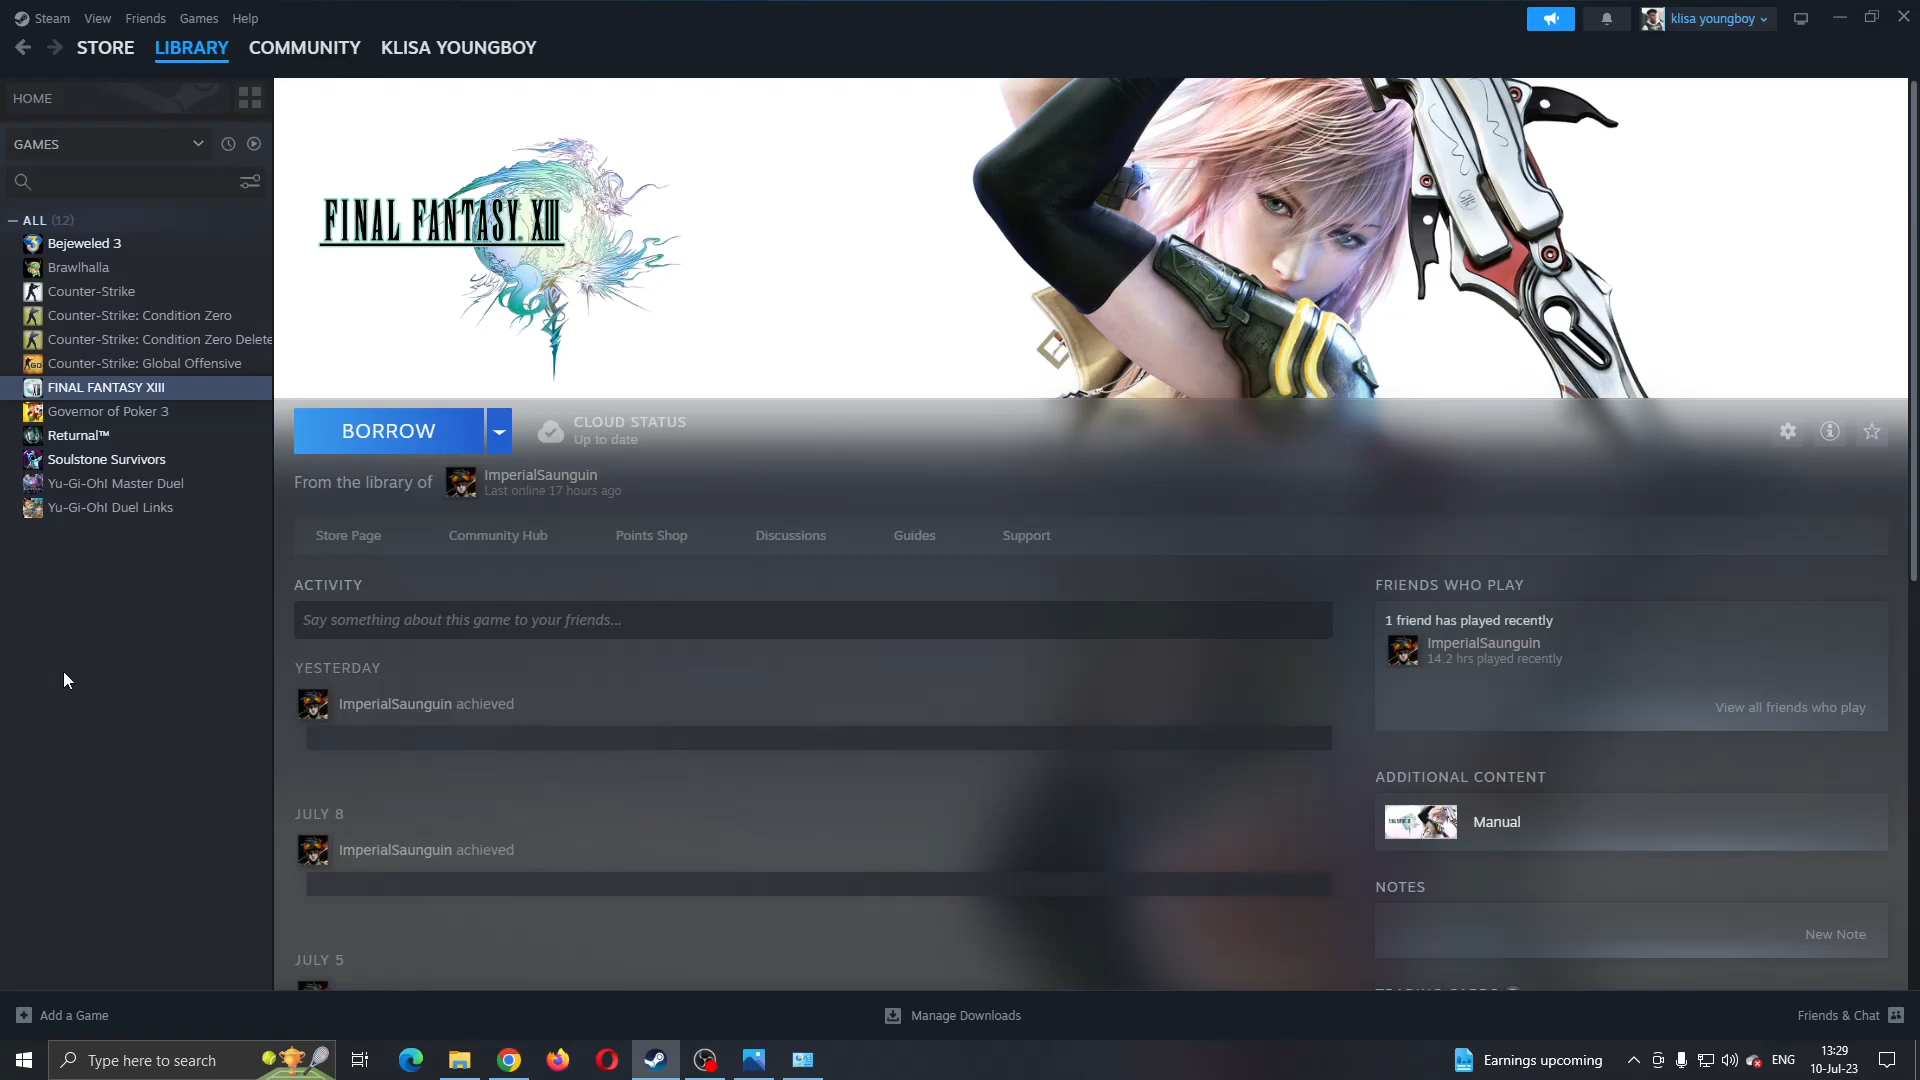 Steam View Friends Games Help
klisa youngboy
STORE LIBRARY COMMUNITY KLISA YOUNGBOY
HOME
GAMES
ALL (12)
Bejeweled 3
Brawlhalla
Counter-Strike
Counter-Strike: Condition Zero
Counter-Strike: Condition Zero Delete
Counter-Strike: Global Offensive
FINAL FANTASY XIII
Governor of Poker 3
Returnal™
Soulstone Survivors
Yu-Gi-Oh! Master Duel
Yu-Gi-Oh! Duel Links
FINAL FANTASY XIII
BORROW
CLOUD STATUS
Up to date
From the library of
ImperialSaunguin
Last online 17 hours ago
Store Page Community Hub Points Shop Discussions Guides Support
ACTIVITY
Say something about this game to your friends...
YESTERDAY
ImperialSaunguin achieved
JULY 8
ImperialSaunguin achieved
JULY 5
FRIENDS WHO PLAY
1 friend has played recently
ImperialSaunguin
14.2 hrs played recently
View all friends who play
ADDITIONAL CONTENT
Manual
NOTES
New Note
Add a Game
Manage Downloads
Friends & Chat
Type here to search
Earnings upcoming
ENG
13:29
10-Jul-23